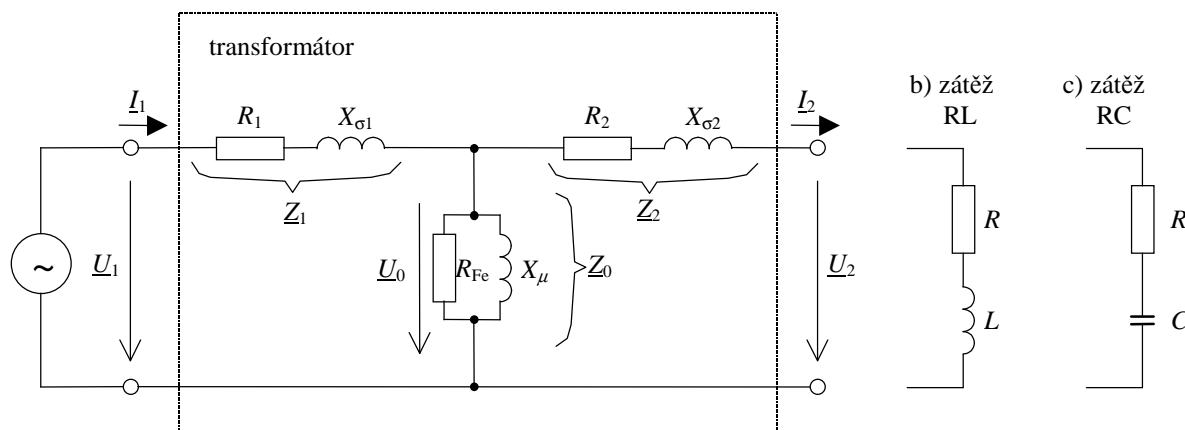 transformátor
I1
R1
Xσ1
R2
Xσ2
I2
b) zátěž
RL
c) zátěž
RC
Z1
Z2
U1
~
U0
RFe
Xμ
Z0
U2
R
L
R
C